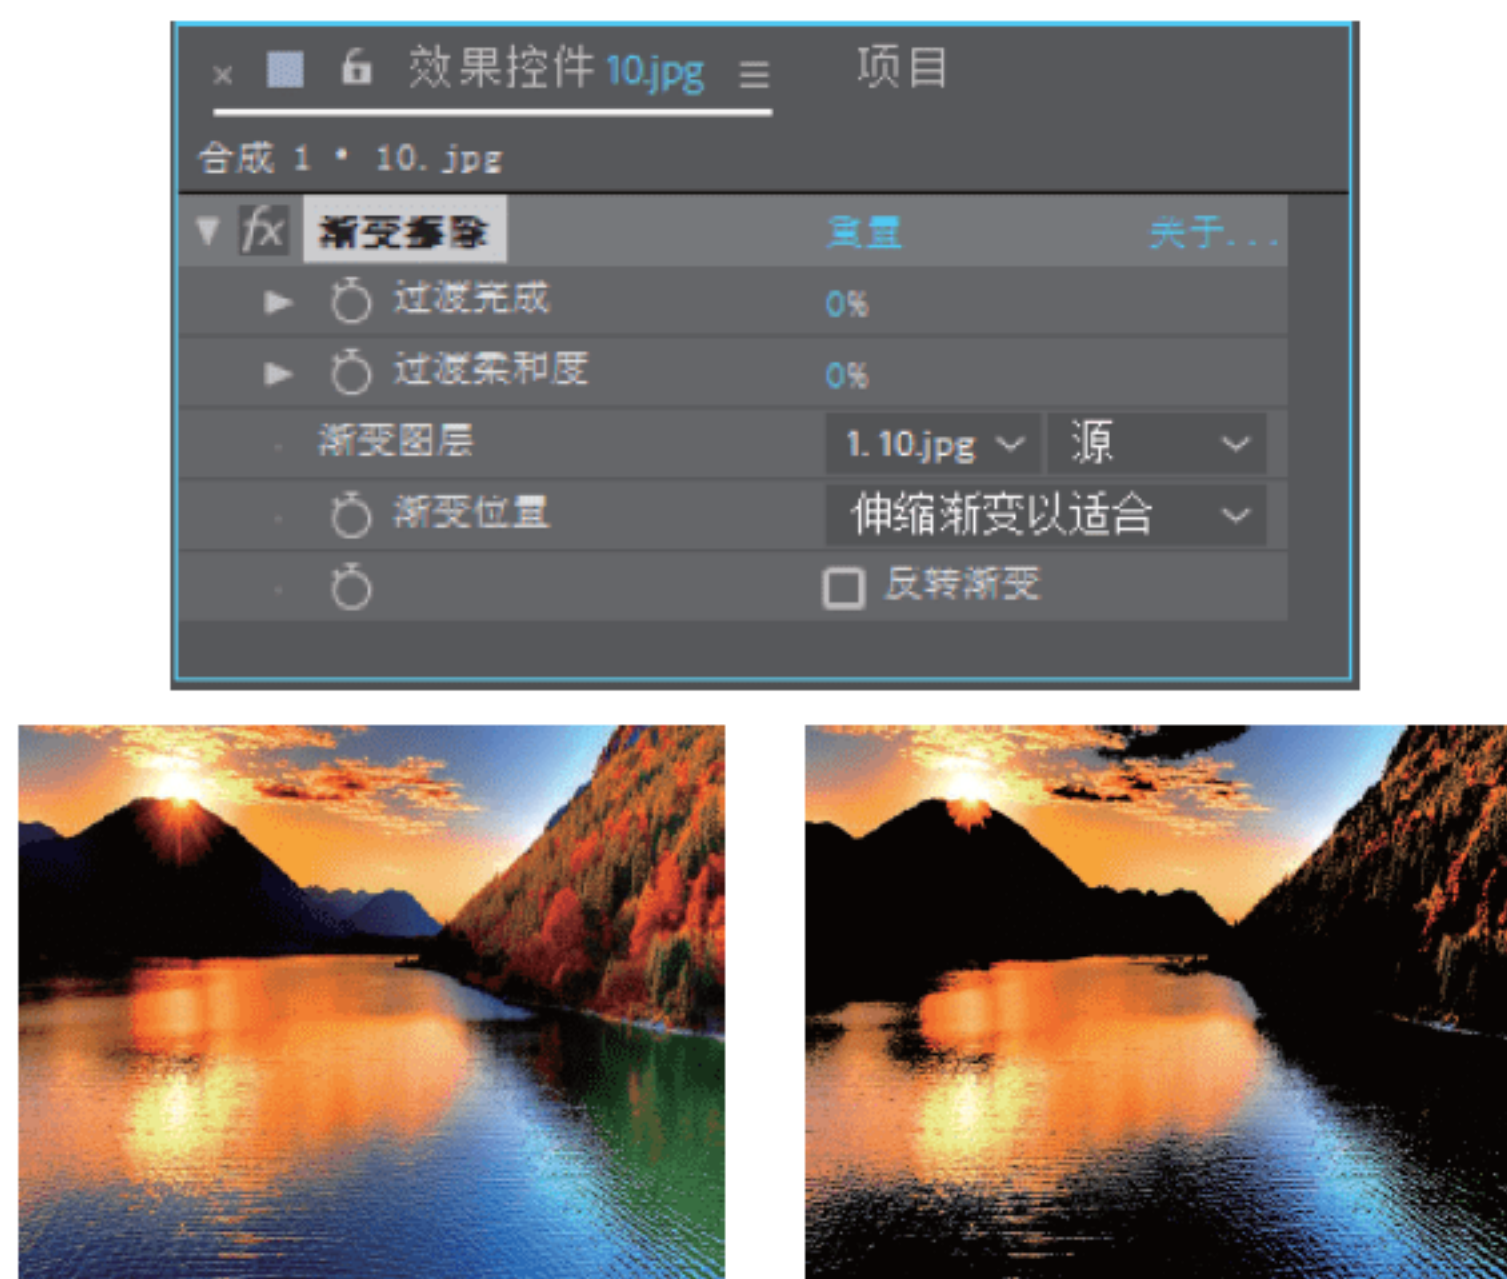 效果控件 10.jpg 项目
合成 1 • 10.jpg
fx 渐变擦除 重置 关于...
过渡完成 0%
过渡柔和度 0%
渐变图层 1. 10.jpg 源
渐变位置 伸缩渐变以适合
反转渐变